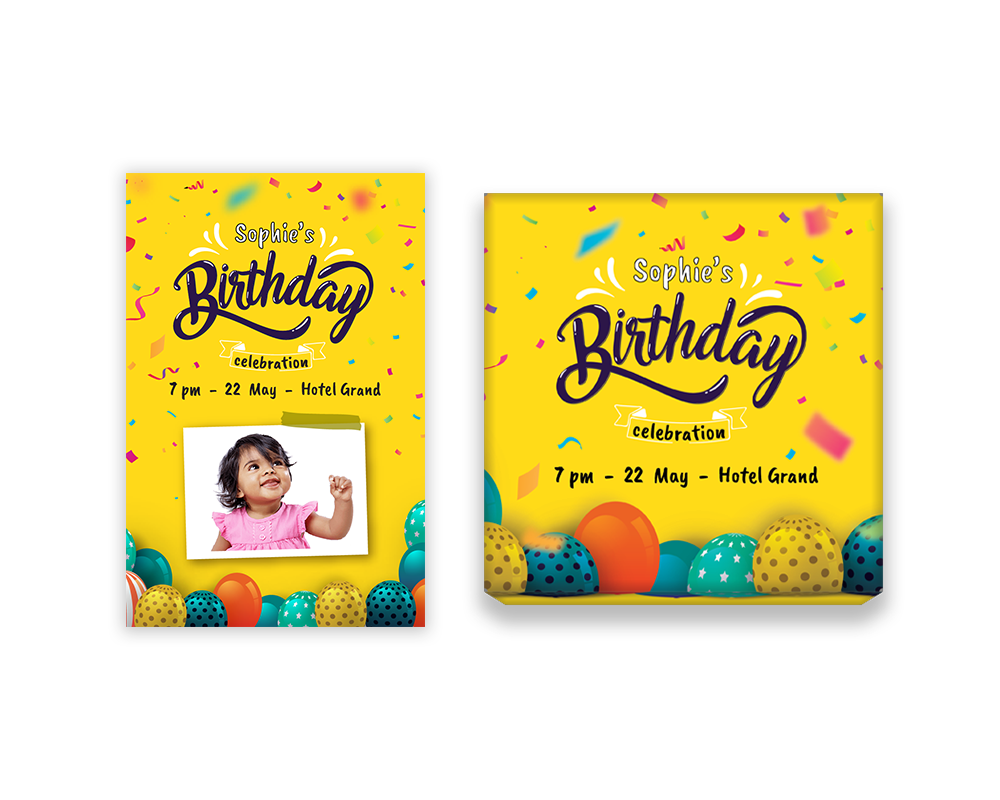 Sophie's
Birthday
celebration
7 pm - 22 May - Hotel Grand
Sophie's
Birthday
celebration
7 pm - 22 May - Hotel Grand